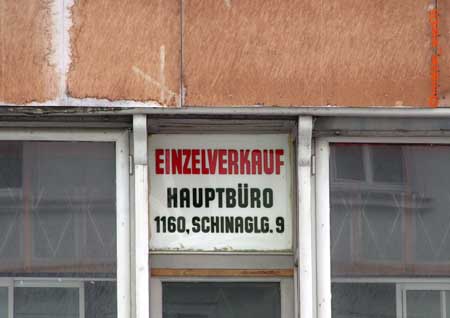 EINZELVERKAUF
HAUPTBÜRO
1160, SCHINAGLG. 9